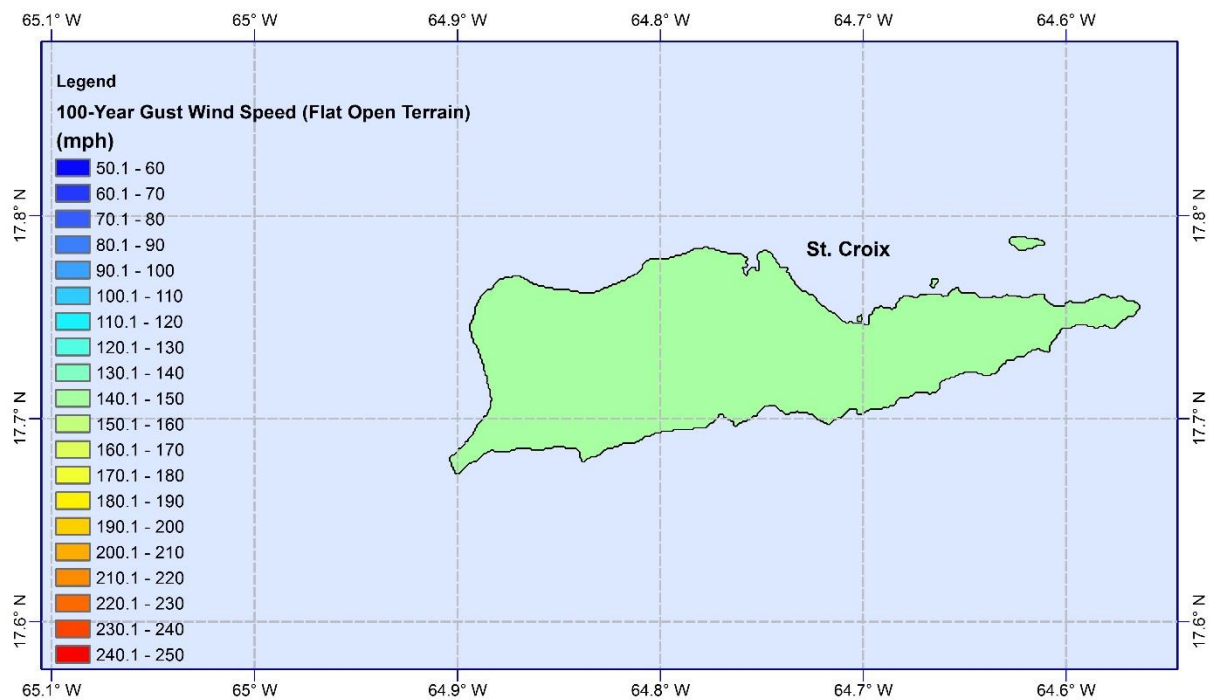 65.1° W 65° W 64.9° W 64.8° W 64.7° W 64.6° W
Legend
100-Year Gust Wind Speed (Flat Open Terrain)
(mph)
50.1 - 60
60.1 - 70
70.1 - 80
80.1 - 90
90.1 - 100
100.1 - 110
110.1 - 120
120.1 - 130
130.1 - 140
140.1 - 150
150.1 - 160
160.1 - 170
170.1 - 180
180.1 - 190
190.1 - 200
200.1 - 210
210.1 - 220
220.1 - 230
230.1 - 240
240.1 - 250
17.8° N
17.7° N
17.6° N
St. Croix
17.8° N
17.7° N
17.6° N
65.1° W 65° W 64.9° W 64.8° W 64.7° W 64.6° W